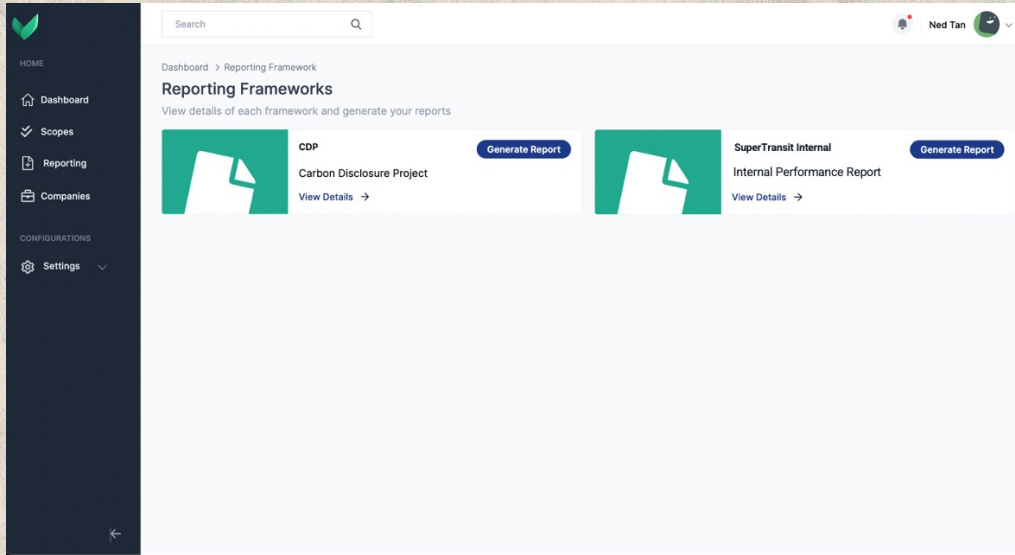 Search
Ned Tan
HOME
Dashboard
Scopes
Reporting
Companies
CONFIGURATIONS
Settings
Dashboard > Reporting Framework
Reporting Frameworks
View details of each framework and generate your reports
CDP
Generate Report
Carbon Disclosure Project
View Details →
SuperTransit Internal
Generate Report
Internal Performance Report
View Details →